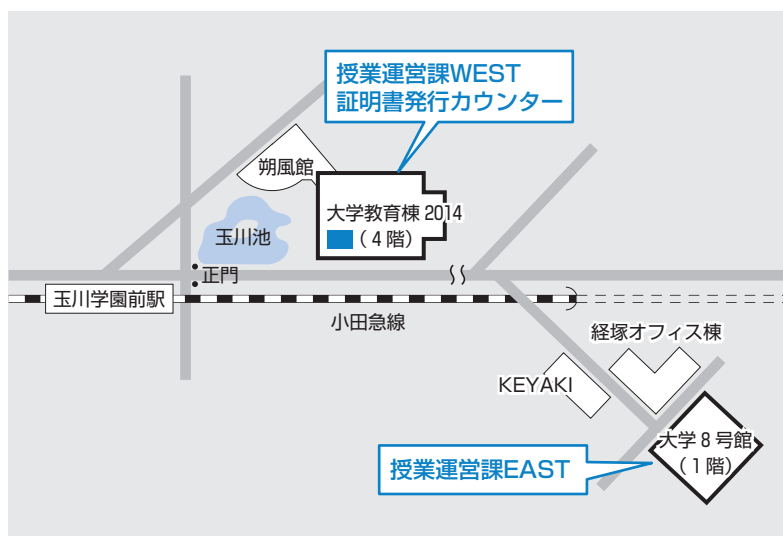 授業運営課WEST
証明書発行カウンター
朔風館
大学教育棟 2014
(4階)
玉川池
正門
玉川学園前駅
小田急線
経塚オフィス棟
KEYAKI
大学 8 号館
(1階)
授業運営課EAST